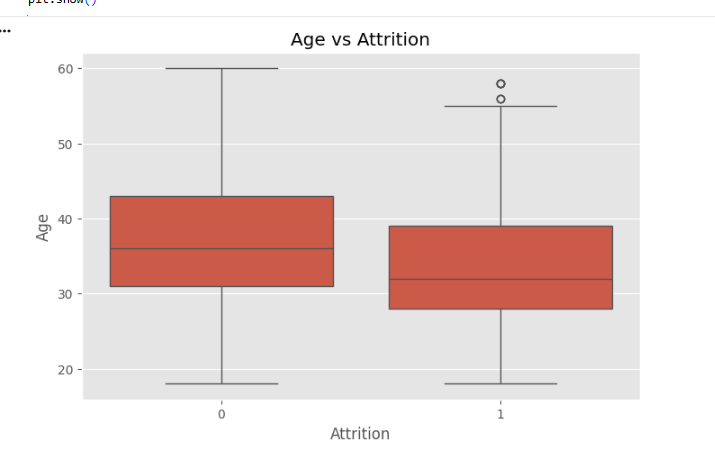 plt.show()
...
Age vs Attrition
60
50
40
30
20
Age
0 1
Attrition